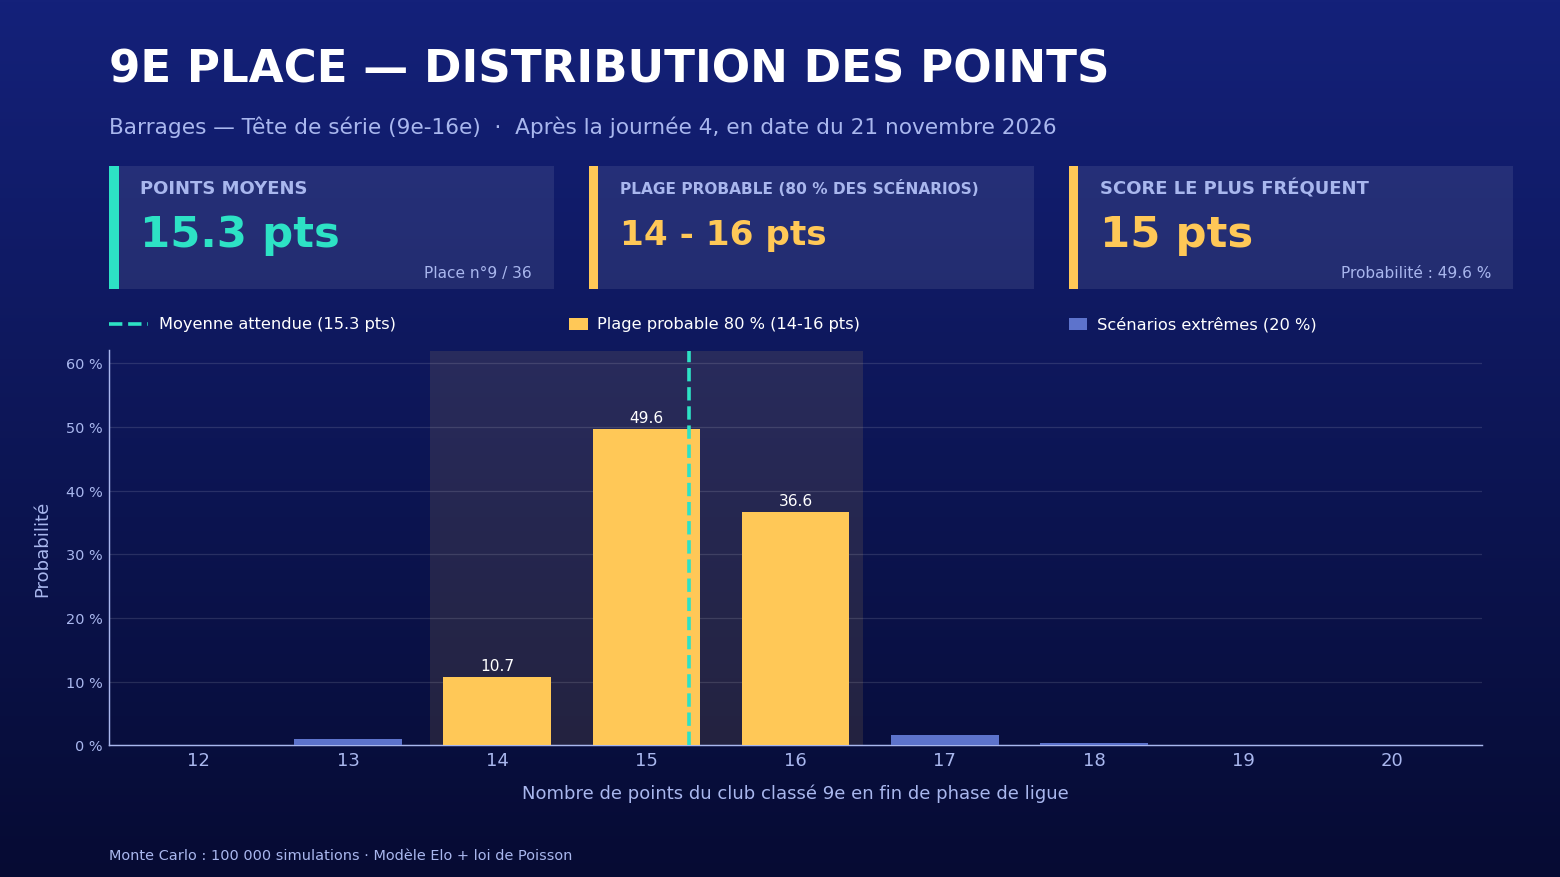 9E PLACE — DISTRIBUTION DES POINTS
Barrages — Tête de série (9e-16e) · Après la journée 4, en date du 21 novembre 2026
POINTS MOYENS
15.3 pts
Place n°9 / 36
PLAGE PROBABLE (80 % DES SCÉNARIOS)
14 - 16 pts
SCORE LE PLUS FRÉQUENT
15 pts
Probabilité : 49.6 %
Moyenne attendue (15.3 pts)
Plage probable 80 % (14-16 pts)
Scénarios extrêmes (20 %)
Probabilité
60 %
50 %
40 %
30 %
20 %
10 %
0 %
10.7
49.6
36.6
12 13 14 15 16 17 18 19 20
Nombre de points du club classé 9e en fin de phase de ligue
Monte Carlo : 100 000 simulations · Modèle Elo + loi de Poisson